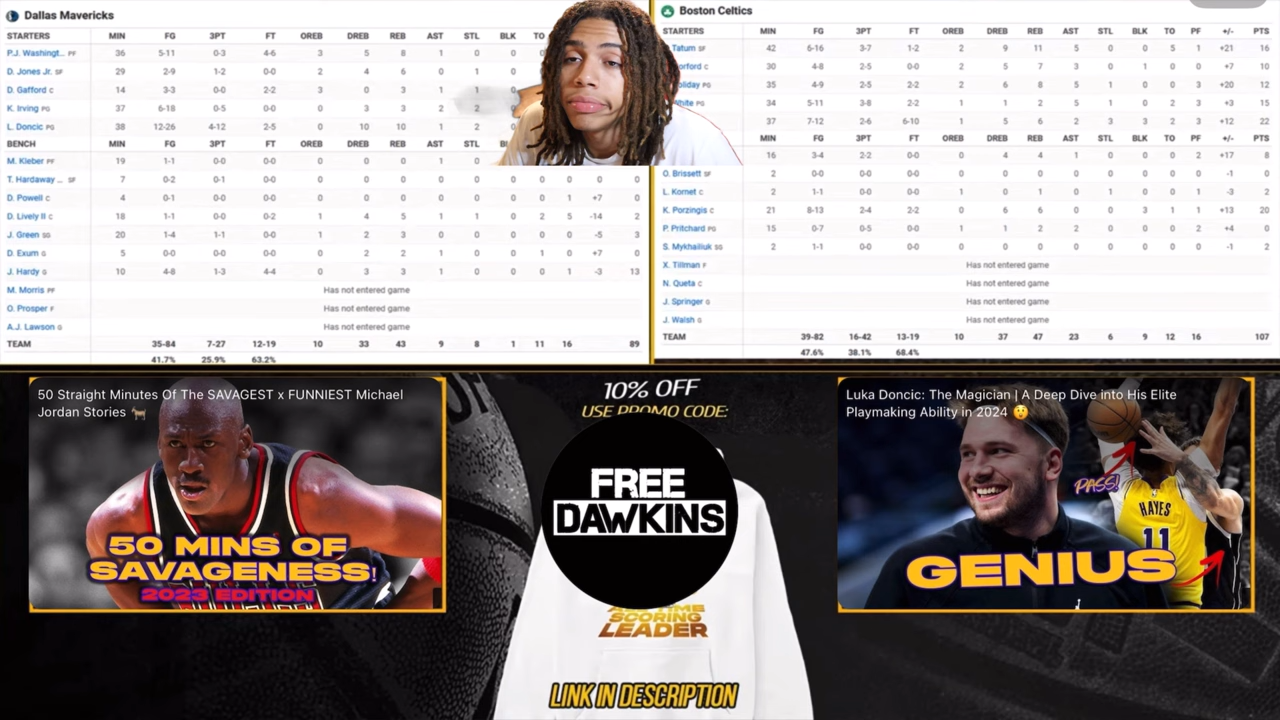 Dallas Mavericks
STARTERS MIN FG 3PT FT OREB DREB REB AST STL BLK TO
P.J. Washingt... PF 36 5-11 0-3 4-6 3 5 8 1 0 0
D. Jones Jr. SF 29 2-9 1-2 0-0 2 4 6 0 1 0
D. Gafford C 14 3-3 0-0 2-2 3 0 3 1 1
K. Irving PG 37 6-18 0-5 0-0 0 3 3 2 2
L. Doncic PG 38 12-26 4-12 2-5 0 10 10 1 2 0
BENCH MIN FG 3PT FT OREB DREB REB AST STL
M. Kleber PF 19 1-1 0-0 0-0 0 0 0 1 0
T. Hardaway ... SF 7 0-2 0-1 0-0 0 0 0 0 0 0 0 0 0 0
D. Powell C 4 0-1 0-0 0-0 0 0 0 0 0 0 0 1 +7 0
D. Lively II C 18 1-1 0-0 0-2 1 4 5 1 1 0 2 5 -14 2
J. Green SG 20 1-4 1-1 0-0 1 2 3 0 0 0 0 0 -5 3
D. Exum G 5 0-0 0-0 0-0 0 2 2 1 0 0 1 0 +7 0
J. Hardy G 10 4-8 1-3 4-4 0 3 3 1 0 0 0 1 -3 13
M. Morris PF Has not entered game
O. Prosper F Has not entered game
A.J. Lawson G Has not entered game
TEAM 35-84 7-27 12-19 10 33 43 9 8 1 11 16 89
41.7% 25.9% 63.2%
Boston Celtics
STARTERS MIN FG 3PT FT OREB DREB REB AST STL BLK TO PF +/- PTS
Tatum SF 42 6-16 3-7 1-2 2 9 11 5 0 0 5 1 +21 16
30 4-8 2-5 0-0 2 5 7 3 0 1 0 0 +7 10
PG 35 4-9 2-5 2-2 2 6 8 5 1 0 0 3 +20 12
White PG 34 5-11 3-8 2-2 1 1 2 5 1 0 2 2 +3 15
37 7-12 2-6 6-10 1 5 6 2 3 3 2 +12 22
MIN FG 3PT FT OREB DREB REB AST STL BLK TO PF +/- PTS
16 3-4 2-2 0-0 0 4 4 1 0 0 0 2 +17 8
O. Brissett SF 2 0-0 0-0 0-0 0 0 0 0 0 0 0 0 -1 0
L. Kornet C 2 1-1 0-0 0-0 1 0 1 0 1 1 0 0 -3 2
K. Porzingis C 21 8-13 2-4 2-2 0 6 6 0 0 3 1 1 +13 20
P. Pritchard PG 15 0-7 0-5 0-0 1 1 2 2 0 0 0 2 +4 0
S. Mykhailiuk SG 2 1-1 0-0 0-0 0 0 0 0 0 0 0 0 -1 2
X. Tillman F Has not entered game
N. Queta C Has not entered game
J. Springer G Has not entered game
J. Walsh G Has not entered game
TEAM 39-82 16-42 13-19 10 37 47 23 6 9 12 16 107
47.6% 38.1% 68.4%
50 Straight Minutes Of The SAVAGEST x FUNNIEST Michael
Jordan Stories 🐐
50 MINS OF
SAVAGENESS!
2023 EDITION
10% OFF
USE PROMO CODE:
FREE
DAWKINS
SCORING
LEADER
LINK IN DESCRIPTION
Luka Doncic: The Magician | A Deep Dive into His Elite
Playmaking Ability in 2024 😲
PASS!
HAYES
11
GENIUS